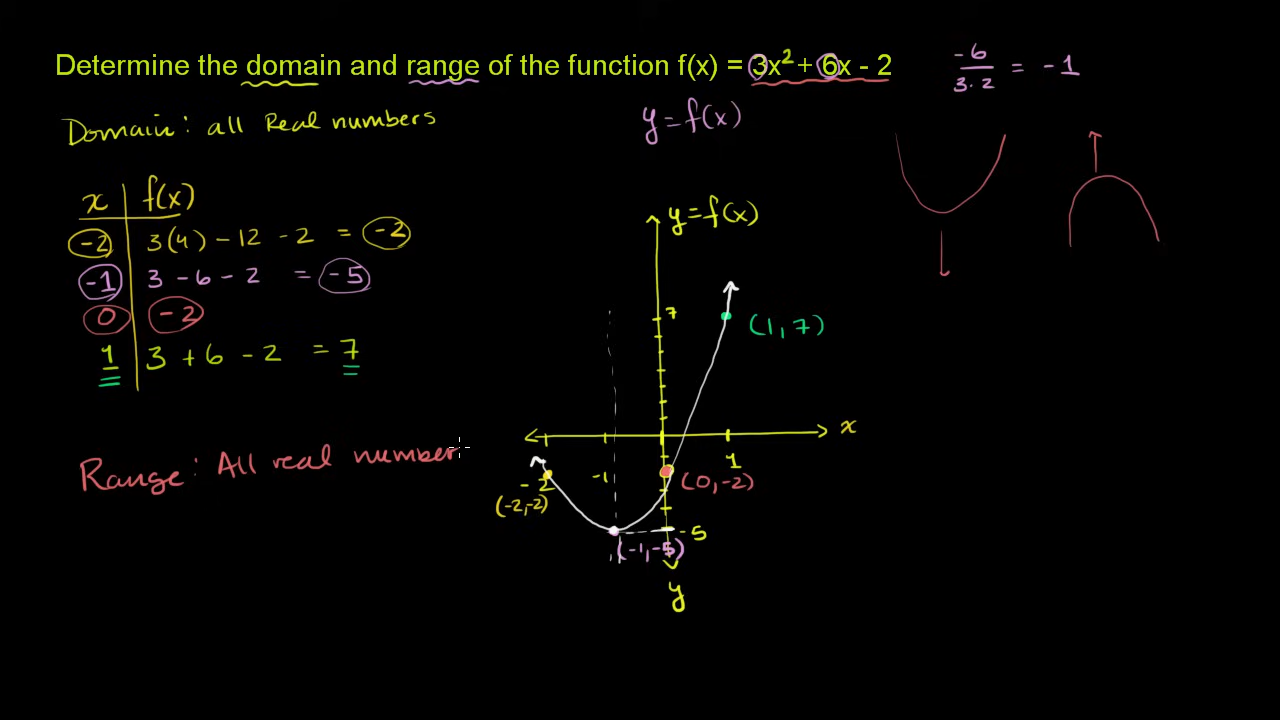 Determine the domain and range of the function f(x) = 3x² + 6x - 2
-6
3·2
= -1
Domain: all Real numbers
y = f(x)
x f(x)
-2 3(4) - 12 - 2 = -2
-1 3 - 6 - 2 = -5
0 -2
1 3 + 6 - 2 = 7
Range: All real number
y = f(x)
7
(1, 7)
x
-2
-1
1
(-2,-2)
(0,-2)
-5
(-1,-5)
y